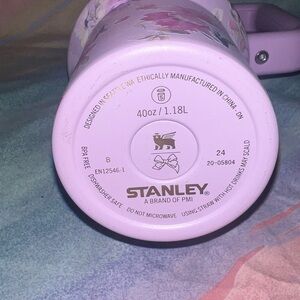 DESIGNED IN SEATTLE, WA ETHICALLY MANUFACTURED IN CHINA
40oz / 1.18L
B
24
EN12546-1
20-05804
STANLEY®
A BRAND OF PMI
BPA FREE DISHWASHER SAFE DO NOT MICROWAVE USING STRAW WITH HOT DRINKS MAY SCALD